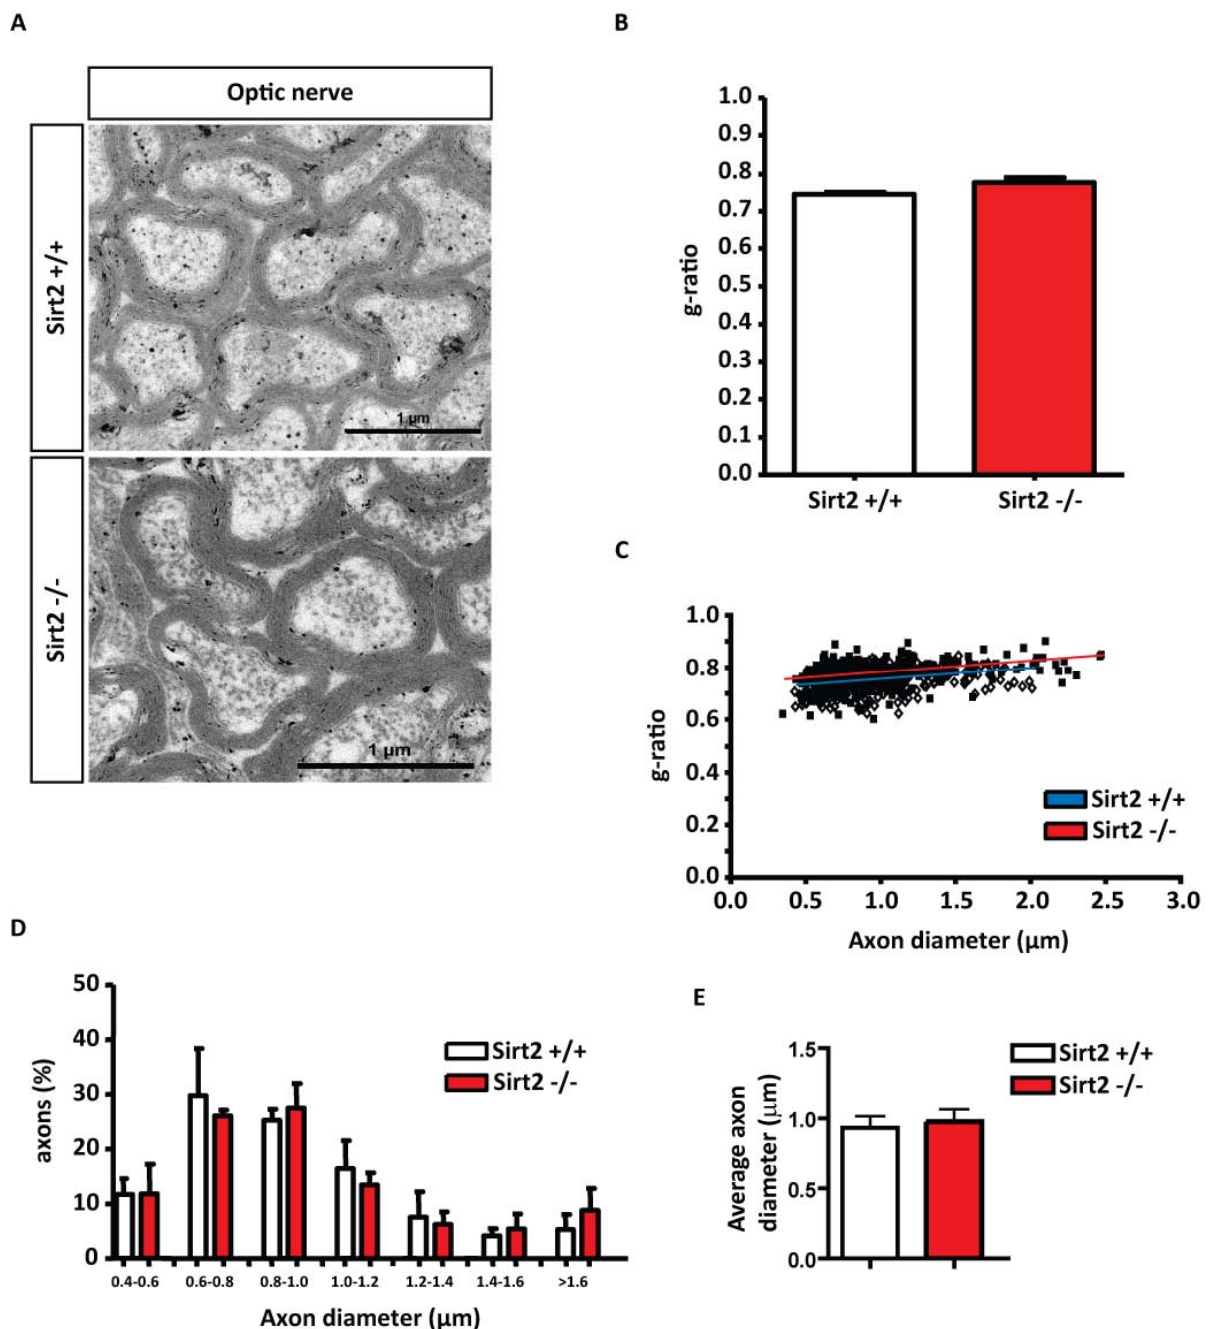 A
Optic nerve
Sirt2 +/+
1 µm
Sirt2 -/-
1 µm
B
g-ratio
1.0
0.9
0.8
0.7
0.6
0.5
0.4
0.3
0.2
0.1
0.0
Sirt2 +/+ Sirt2 -/-
C
g-ratio
1.0
0.8
0.6
0.4
0.2
0.0
Sirt2 +/+
Sirt2 -/-
0.0 0.5 1.0 1.5 2.0 2.5 3.0
Axon diameter (µm)
D
axons (%)
50
40
30
20
10
0
Sirt2 +/+
Sirt2 -/-
0.4-0.6 0.6-0.8 0.8-1.0 1.0-1.2 1.2-1.4 1.4-1.6 >1.6
Axon diameter (µm)
E
Average axon
diameter (µm)
1.5
1.0
0.5
0.0
Sirt2 +/+
Sirt2 -/-